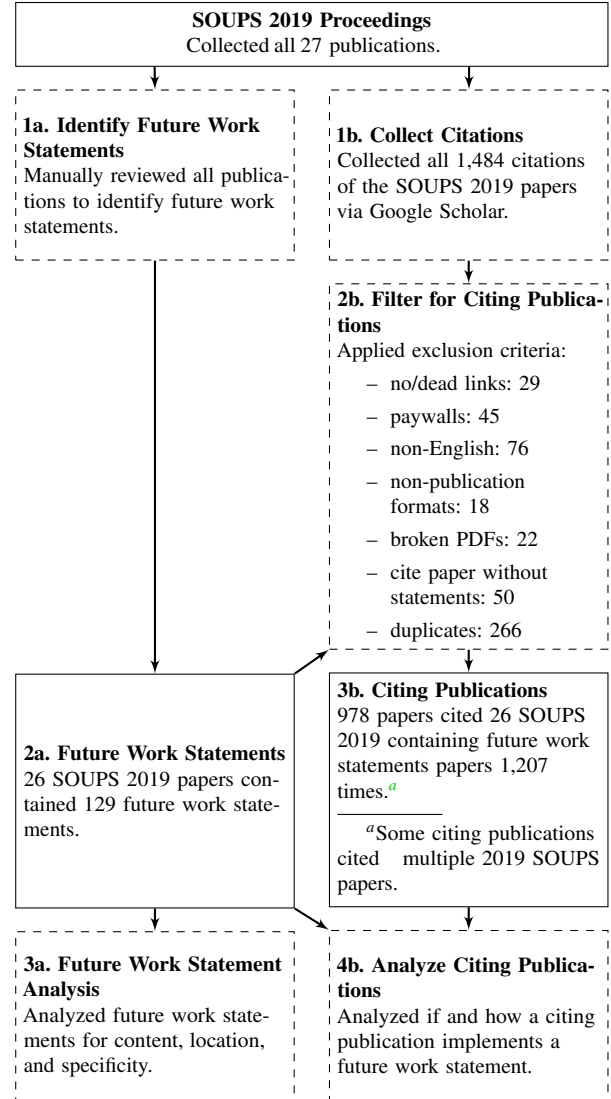 SOUPS 2019 Proceedings
Collected all 27 publications.
1a. Identify Future Work
Statements
Manually reviewed all publica-
tions to identify future work
statements.
1b. Collect Citations
Collected all 1,484 citations
of the SOUPS 2019 papers
via Google Scholar.
2b. Filter for Citing Publica-
tions
Applied exclusion criteria:
– no/dead links: 29
– paywalls: 45
– non-English: 76
– non-publication
formats: 18
– broken PDFs: 22
– cite paper without
statements: 50
– duplicates: 266
2a. Future Work Statements
26 SOUPS 2019 papers con-
tained 129 future work state-
ments.
3b. Citing Publications
978 papers cited 26 SOUPS
2019 containing future work
statements papers 1,207
times.a
aSome citing publications
cited multiple 2019 SOUPS
papers.
3a. Future Work Statement
Analysis
Analyzed future work state-
ments for content, location,
and specificity.
4b. Analyze Citing Publica-
tions
Analyzed if and how a citing
publication implements a
future work statement.